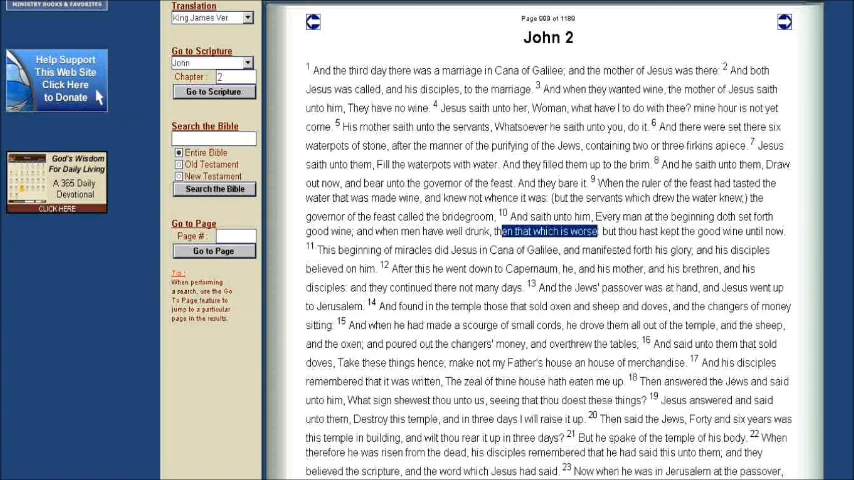 MINISTRY BOOKS & FAVORITES
Help Support
This Web Site
Click Here
to Donate
God's Wisdom
For Daily Living
A 365 Daily
Devotional
CLICK HERE
Translation
King James Ver
Go to Scripture
John
Chapter : 2
Go to Scripture
Search the Bible
Entire Bible
Old Testament
New Testament
Search the Bible
Go to Page
Page # :
Go to Page
Tip :
When performing
a search, use the Go
To Page feature to
jump to a particular
page in the results.
Page 999 of 1189
John 2
1 And the third day there was a marriage in Cana of Galilee; and the mother of Jesus was there: 2 And both
Jesus was called, and his disciples, to the marriage. 3 And when they wanted wine, the mother of Jesus saith
unto him, They have no wine. 4 Jesus saith unto her, Woman, what have I to do with thee? mine hour is not yet
come. 5 His mother saith unto the servants, Whatsoever he saith unto you, do it. 6 And there were set there six
waterpots of stone, after the manner of the purifying of the Jews, containing two or three firkins apiece. 7 Jesus
saith unto them, Fill the waterpots with water. And they filled them up to the brim. 8 And he saith unto them, Draw
out now, and bear unto the governor of the feast. And they bare it. 9 When the ruler of the feast had tasted the
water that was made wine, and knew not whence it was: (but the servants which drew the water knew;) the
governor of the feast called the bridegroom, 10 And saith unto him, Every man at the beginning doth set forth
good wine; and when men have well drunk, then that which is worse: but thou hast kept the good wine until now.
11 This beginning of miracles did Jesus in Cana of Galilee, and manifested forth his glory; and his disciples
believed on him. 12 After this he went down to Capernaum, he, and his mother, and his brethren, and his
disciples: and they continued there not many days. 13 And the Jews' passover was at hand, and Jesus went up
to Jerusalem. 14 And found in the temple those that sold oxen and sheep and doves, and the changers of money
sitting: 15 And when he had made a scourge of small cords, he drove them all out of the temple, and the sheep,
and the oxen; and poured out the changers' money, and overthrew the tables; 16 And said unto them that sold
doves, Take these things hence; make not my Father's house an house of merchandise. 17 And his disciples
remembered that it was written, The zeal of thine house hath eaten me up. 18 Then answered the Jews and said
unto him, What sign shewest thou unto us, seeing that thou doest these things? 19 Jesus answered and said
unto them, Destroy this temple, and in three days I will raise it up. 20 Then said the Jews, Forty and six years was
this temple in building, and wilt thou rear it up in three days? 21 But he spake of the temple of his body. 22 When
therefore he was risen from the dead, his disciples remembered that he had said this unto them; and they
believed the scripture, and the word which Jesus had said. 23 Now when he was in Jerusalem at the passover,